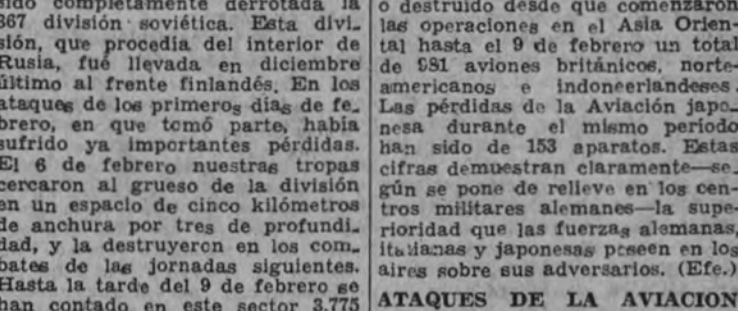 sido completamente derrotada la
367 división soviética. Esta divi-
sión, que procedía del interior de
Rusia, fué llevada en diciembre
último al frente finlandés. En los
ataques de los primeros días de fe-
brero, en que tomó parte, había
sufrido ya importantes pérdidas.
El 6 de febrero nuestras tropas
cercaron al grueso de la división
en un espacio de cinco kilómetros
de anchura por tres de profundi-
dad, y la destruyeron en los com-
bates de las jornadas siguientes.
Hasta la tarde del 9 de febrero se
han contado en este sector 3.775
o destruido desde que comenzaron
las operaciones en el Asia Orien-
tal hasta el 9 de febrero un total
de 981 aviones británicos, norte-
americanos e indoneerlandeses.
Las pérdidas de la Aviación japo-
nesa durante el mismo período
han sido de 153 aparatos. Estas
cifras demuestran claramente—se-
gún se pone de relieve en los cen-
tros militares alemanes—la supe-
rioridad que las fuerzas alemanas,
italianas y japonesas poseen en los
aires sobre sus adversarios. (Efe.)
ATAQUES DE LA AVIACION